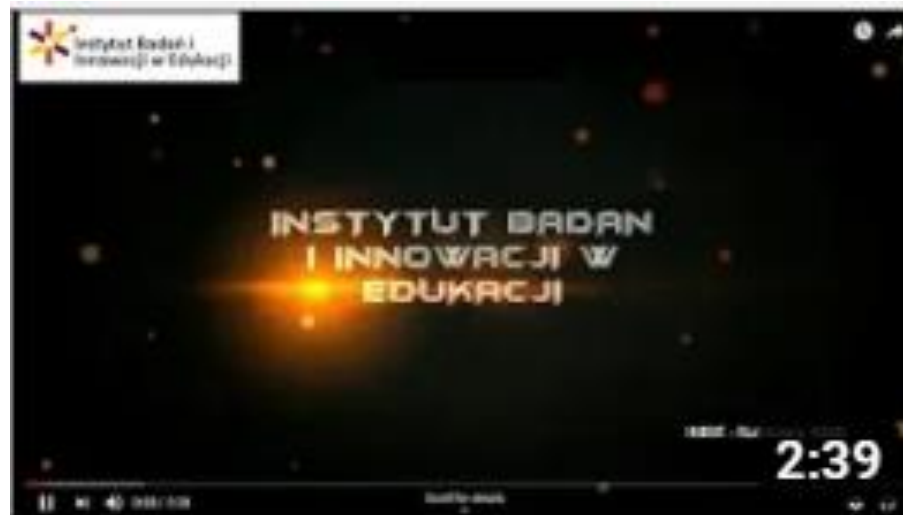 Instytut Badań i
Innowacji w Edukacji
INSTYTUT BADAN
I INNOWACJI W
EDUKACJI
2:39